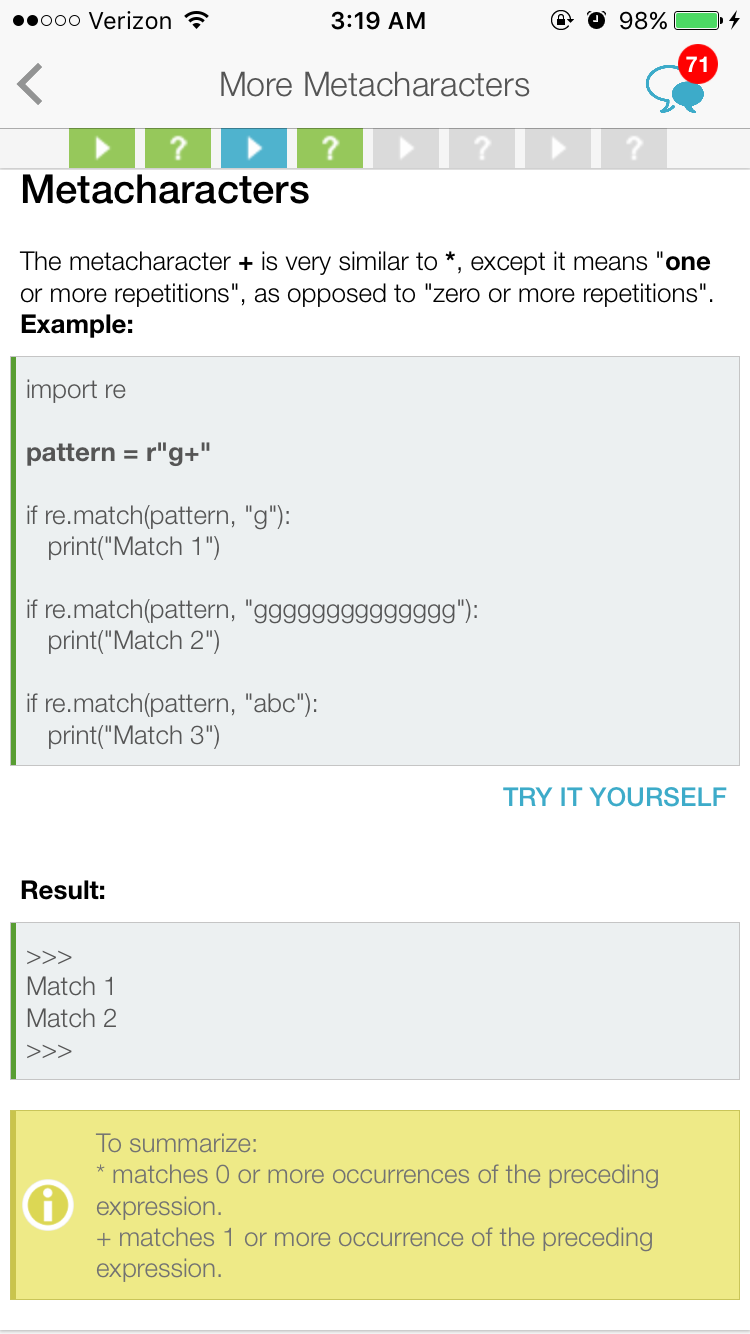 Verizon 3:19 AM 98%
More Metacharacters 71
? ? ? ?
Metacharacters
The metacharacter + is very similar to *, except it means "one
or more repetitions", as opposed to "zero or more repetitions".
Example:
import re
pattern = r"g+"
if re.match(pattern, "g"):
print("Match 1")
if re.match(pattern, "gggggggggggggg"):
print("Match 2")
if re.match(pattern, "abc"):
print("Match 3")
TRY IT YOURSELF
Result:
>>>
Match 1
Match 2
>>>
To summarize:
* matches 0 or more occurrences of the preceding
expression.
+ matches 1 or more occurrence of the preceding
expression.